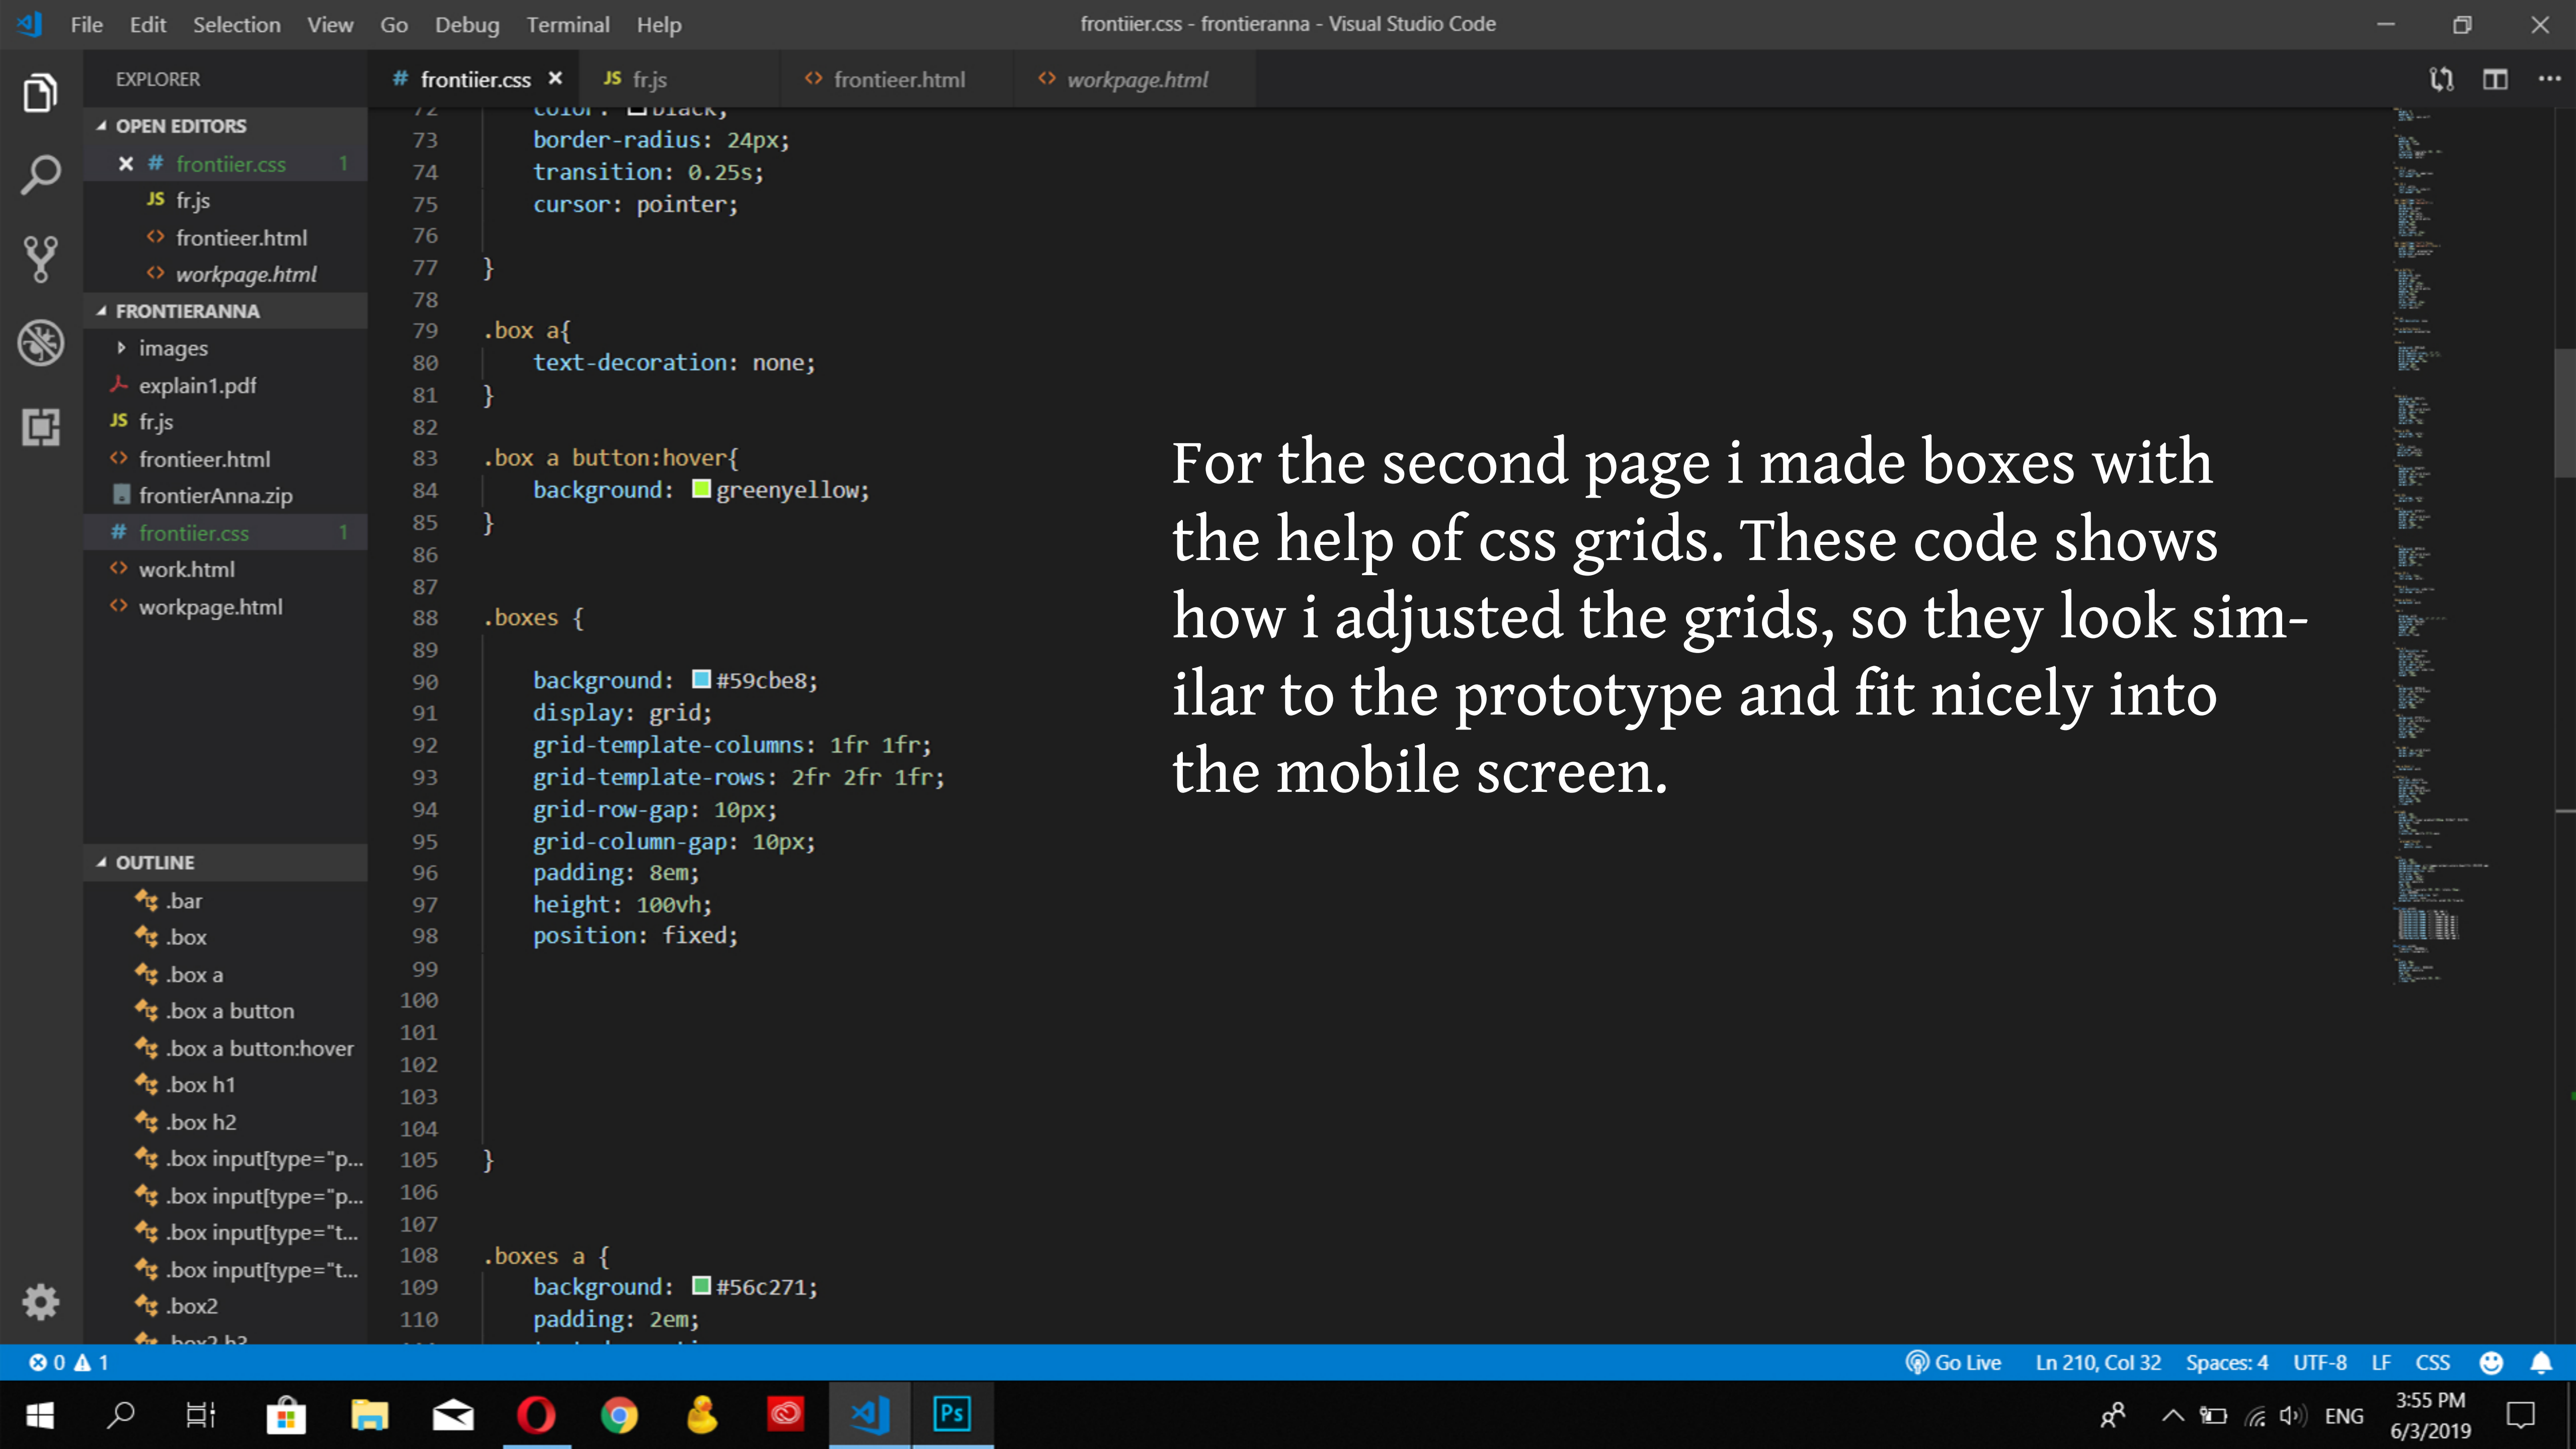 File Edit Selection View Go Debug Terminal Help
frontiier.css - frontieranna - Visual Studio Code
EXPLORER
# frontiier.css × JS fr.js <> frontieer.html <> workpage.html
OPEN EDITORS
× # frontiier.css 1
JS fr.js
<> frontieer.html
<> workpage.html
FRONTIERANNA
images
explain1.pdf
JS fr.js
<> frontieer.html
frontierAnna.zip
# frontiier.css 1
<> work.html
<> workpage.html
OUTLINE
.bar
.box
.box a
.box a button
.box a button:hover
.box h1
.box h2
.box input[type="p...
.box input[type="p...
.box input[type="t...
.box input[type="t...
.box2
.box2 h3
72 color: black;
73 border-radius: 24px;
74 transition: 0.25s;
75 cursor: pointer;
76
77 }
78
79 .box a{
80 text-decoration: none;
81 }
82
83 .box a button:hover{
84 background: greenyellow;
85 }
86
87
88 .boxes {
89
90 background: #59cbe8;
91 display: grid;
92 grid-template-columns: 1fr 1fr;
93 grid-template-rows: 2fr 2fr 1fr;
94 grid-row-gap: 10px;
95 grid-column-gap: 10px;
96 padding: 8em;
97 height: 100vh;
98 position: fixed;
99
100
101
102
103
104
105 }
106
107
108 .boxes a {
109 background: #56c271;
110 padding: 2em;
For the second page i made boxes with
the help of css grids. These code shows
how i adjusted the grids, so they look sim-
ilar to the prototype and fit nicely into
the mobile screen.
0 1
Go Live Ln 210, Col 32 Spaces: 4 UTF-8 LF CSS
Ps
ENG
3:55 PM
6/3/2019